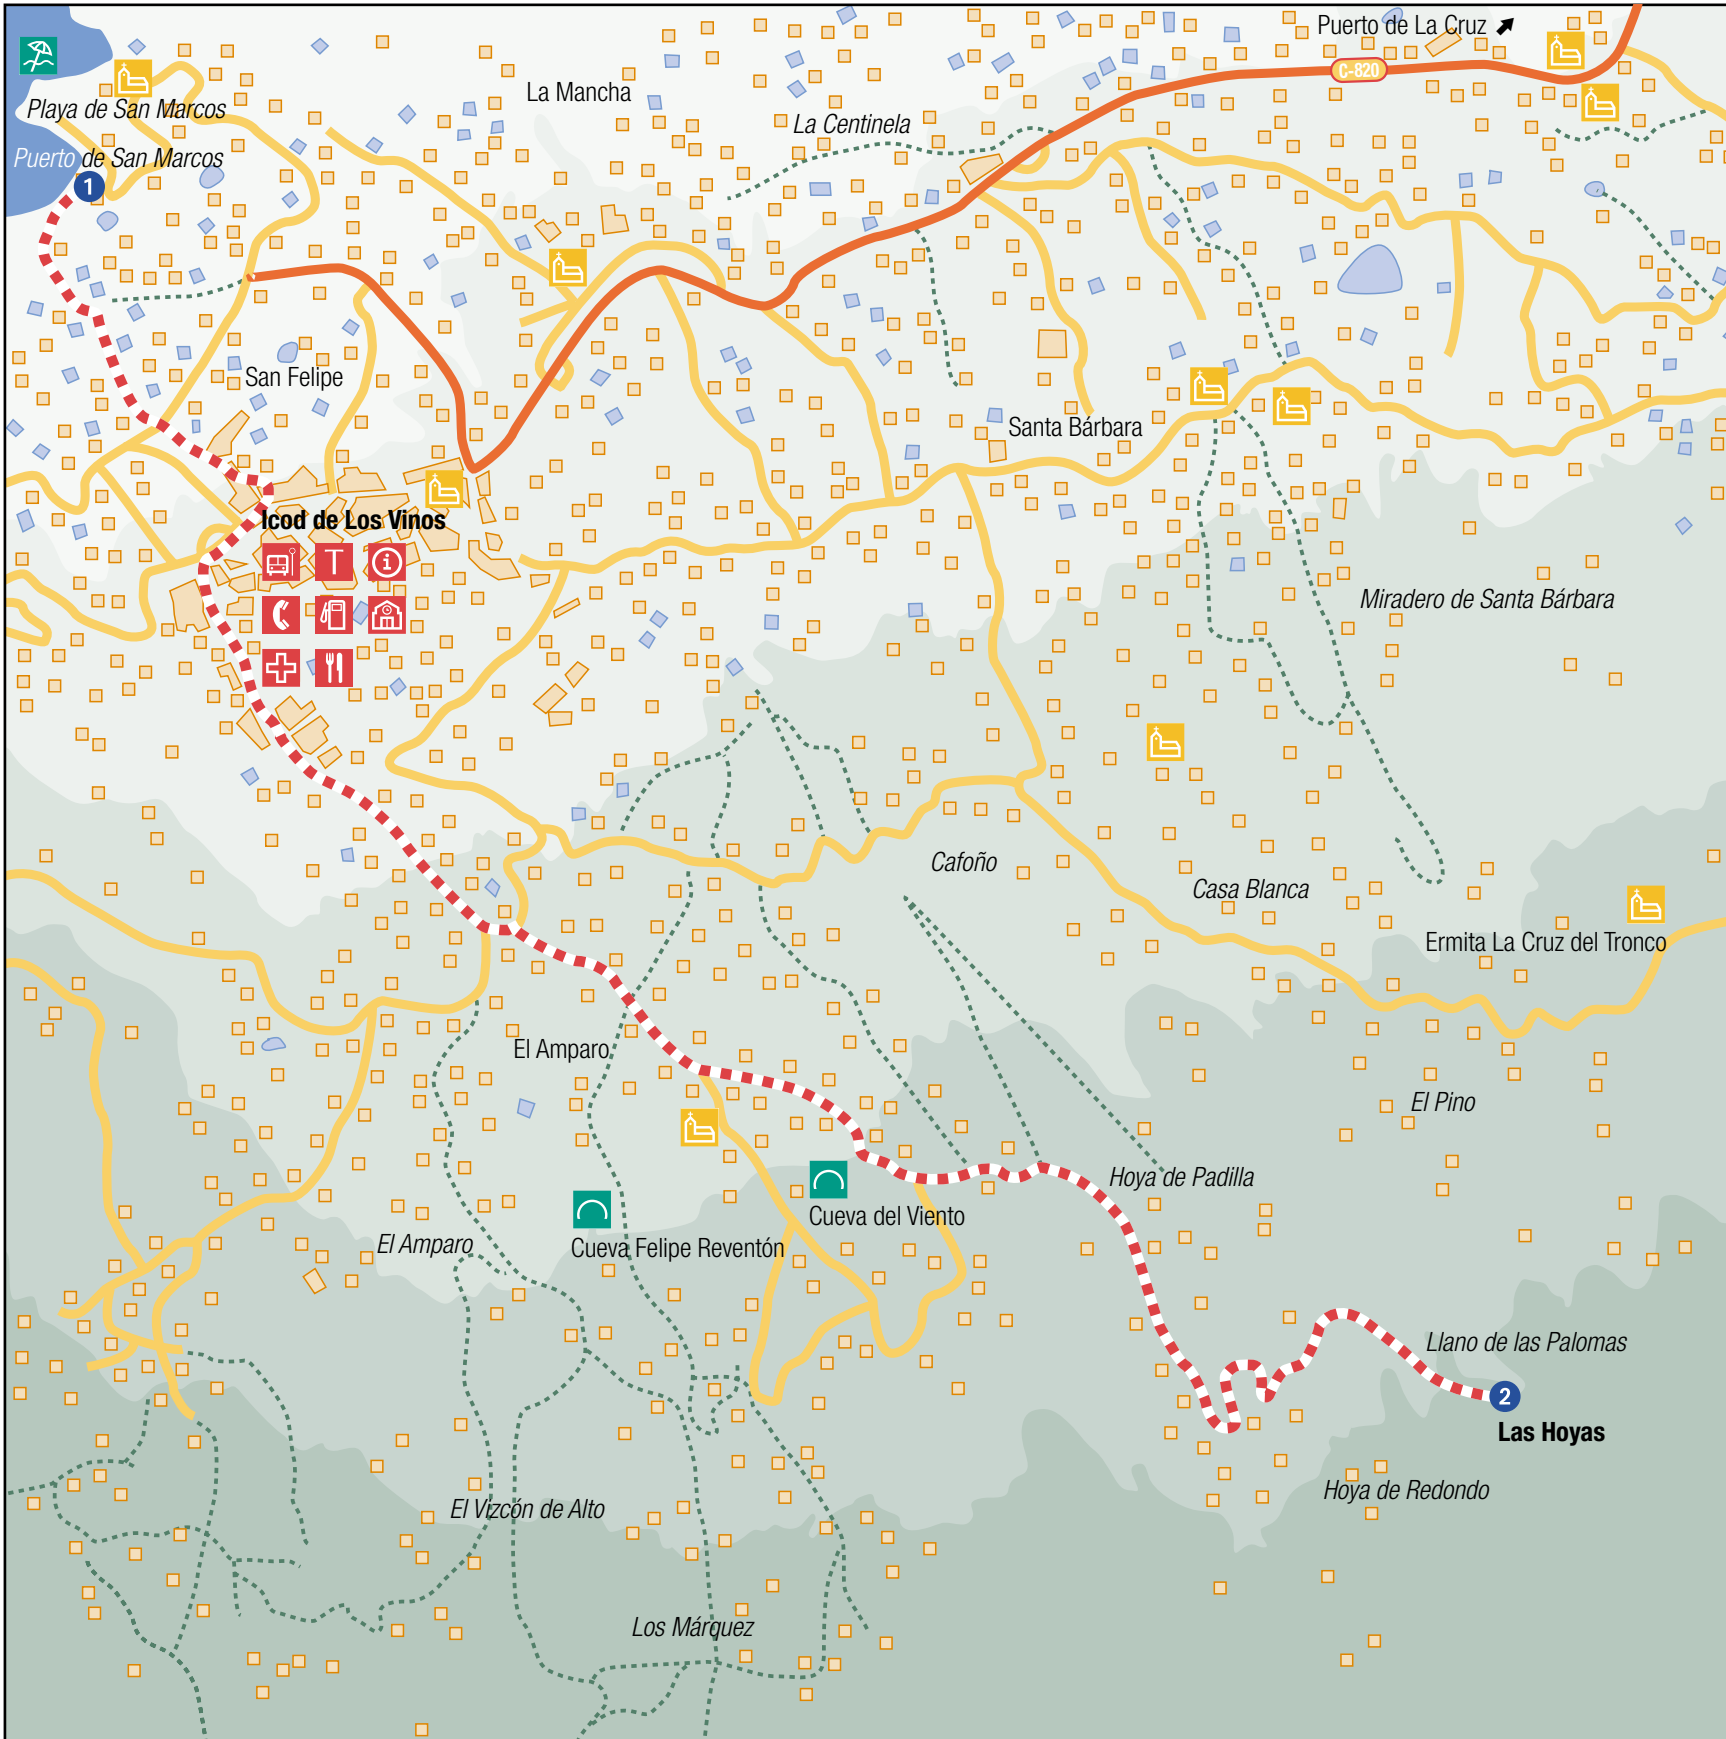 Puerto de La Cruz
C-820
La Mancha
Playa de San Marcos
La Centinela
Puerto de San Marcos
1
San Felipe
Santa Bárbara
Icod de Los Vinos
T
i
Miradero de Santa Bárbara
Cafoño
Casa Blanca
Ermita La Cruz del Tronco
El Amparo
El Pino
Hoya de Padilla
Cueva del Viento
El Amparo
Cueva Felipe Reventón
Llano de las Palomas
2
Las Hoyas
Hoya de Redondo
El Vizcón de Alto
Los Márquez